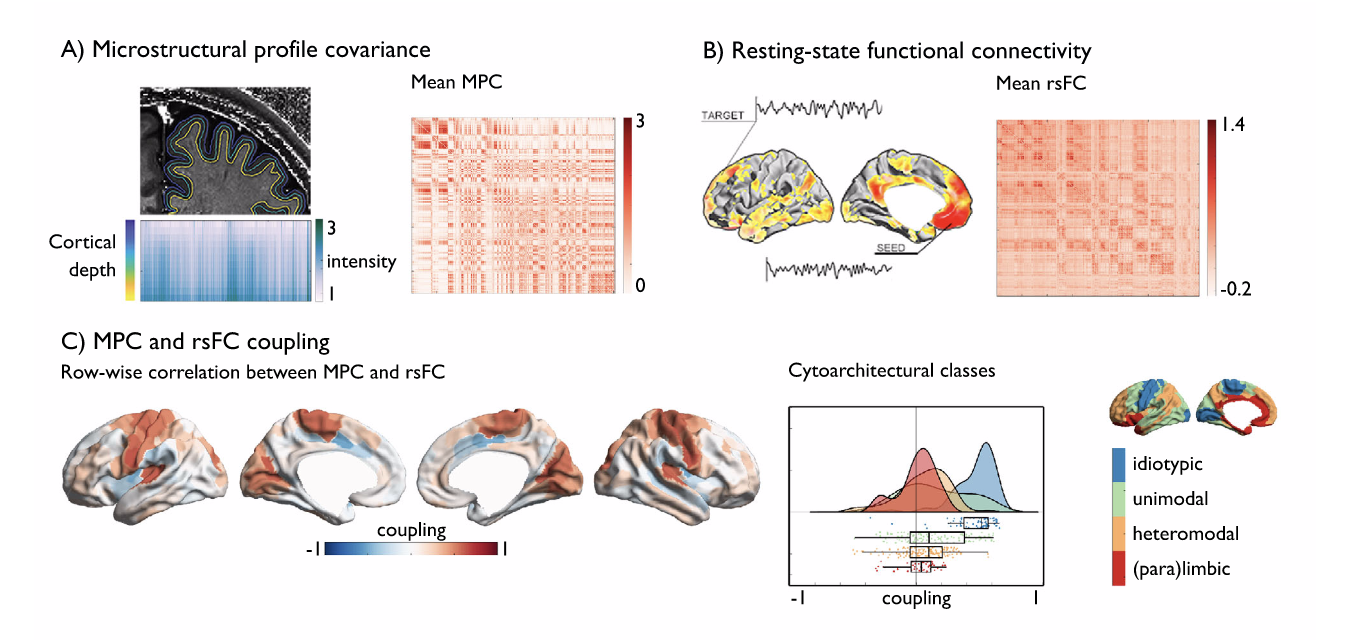 A) Microstructural profile covariance
Mean MPC
3
0
Cortical
depth
3
intensity
1
B) Resting-state functional connectivity
Mean rsFC
TARGET
SEED
1.4
-0.2
C) MPC and rsFC coupling
Row-wise correlation between MPC and rsFC
coupling
-1
1
Cytoarchitectural classes
-1
coupling
1
idiotypic
unimodal
heteromodal
(para)limbic